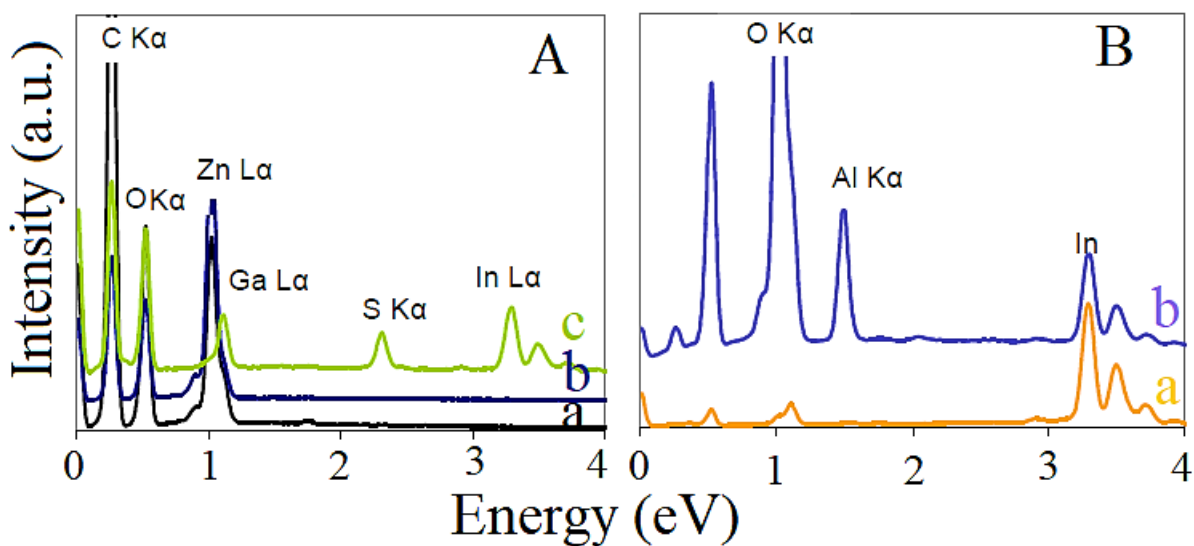 Intensity (a.u.)
A
C Kα
O Kα
Zn Lα
Ga Lα
S Kα
In Lα
c
b
a
0 1 2 3 4
B
O Kα
Al Kα
In
b
a
0 1 2 3 4
Energy (eV)